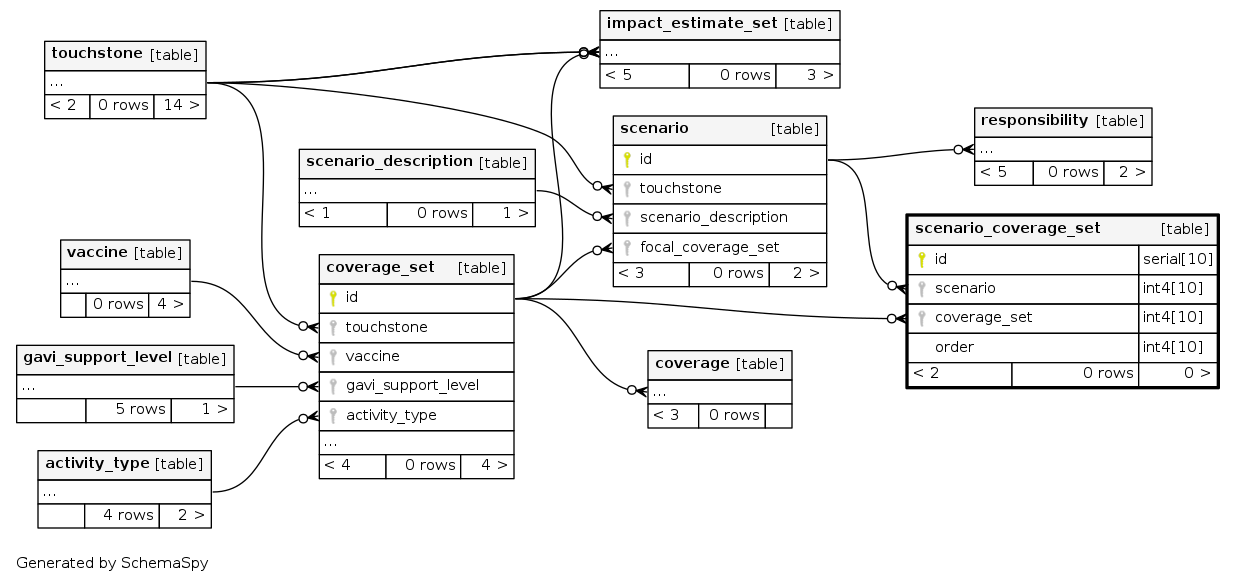 impact_estimate_set [table]
...
< 5 0 rows 3 >
touchstone [table]
...
< 2 0 rows 14 >
scenario [table]
id
touchstone
scenario_description
focal_coverage_set
< 3 0 rows 2 >
responsibility [table]
...
< 5 0 rows 2 >
scenario_description [table]
...
< 1 0 rows 1 >
scenario_coverage_set [table]
id serial[10]
scenario int4[10]
coverage_set int4[10]
order int4[10]
< 2 0 rows 0 >
vaccine [table]
...
0 rows 4 >
coverage_set [table]
id
touchstone
vaccine
gavi_support_level
activity_type
...
< 4 0 rows 4 >
gavi_support_level [table]
...
5 rows 1 >
coverage [table]
...
< 3 0 rows
activity_type [table]
...
4 rows 2 >
Generated by SchemaSpy